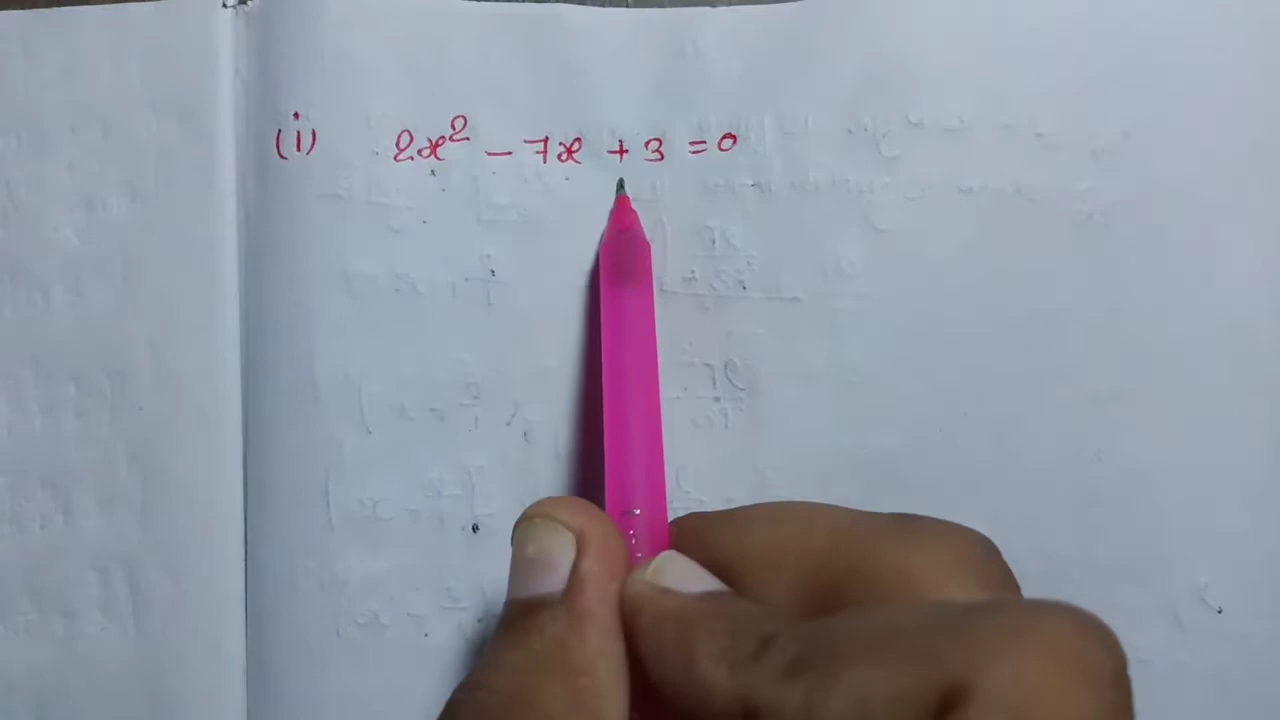 (i) 2x² - 7x + 3 = 0